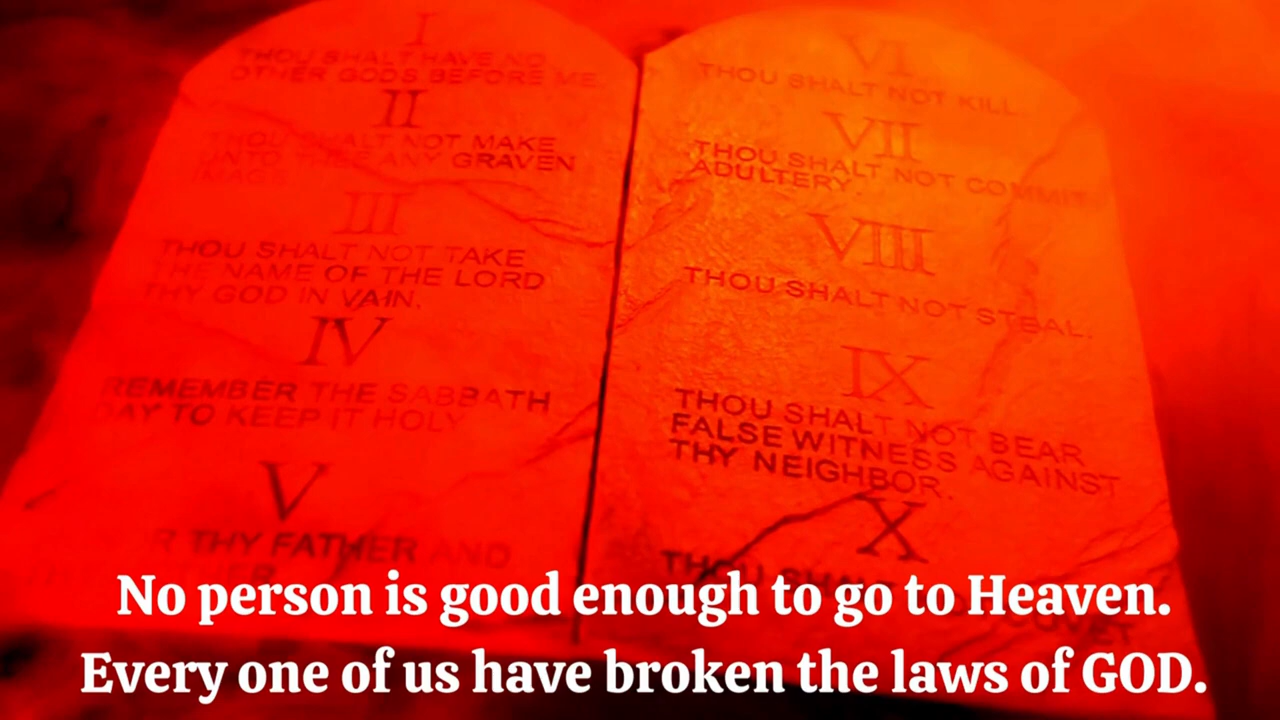 I
THOU SHALT HAVE NO
OTHER GODS BEFORE ME
II
THOU SHALT NOT MAKE
UNTO THEE ANY GRAVEN
IMAGE
III
THOU SHALT NOT TAKE
THE NAME OF THE LORD
THY GOD IN VAIN.
IV
REMEMBER THE SABBATH
DAY TO KEEP IT HOLY
V
THY FATHER AND
VI
THOU SHALT NOT KILL
VII
THOU SHALT NOT COMMIT
ADULTERY.
VIII
THOU SHALT NOT STEAL.
IX
THOU SHALT NOT BEAR
FALSE WITNESS AGAINST
THY NEIGHBOR.
X
THOU SHALT
COVET
No person is good enough to go to Heaven.
Every one of us have broken the laws of GOD.